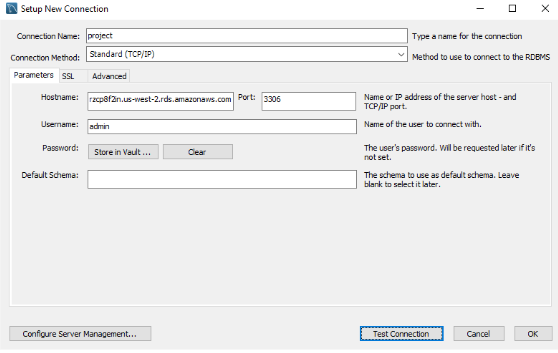 Setup New Connection
Connection Name: project Type a name for the connection
Connection Method: Standard (TCP/IP) Method to use to connect to the RDBMS
Parameters SSL Advanced
Hostname: rzcp8f2in.us-west-2.rds.amazonaws.com Port: 3306 Name or IP address of the server host - and
TCP/IP port.
Username: admin Name of the user to connect with.
Password: Store in Vault ... Clear The user's password. Will be requested later if it's
not set.
Default Schema: The schema to use as default schema. Leave
blank to select it later.
Configure Server Management... Test Connection Cancel OK